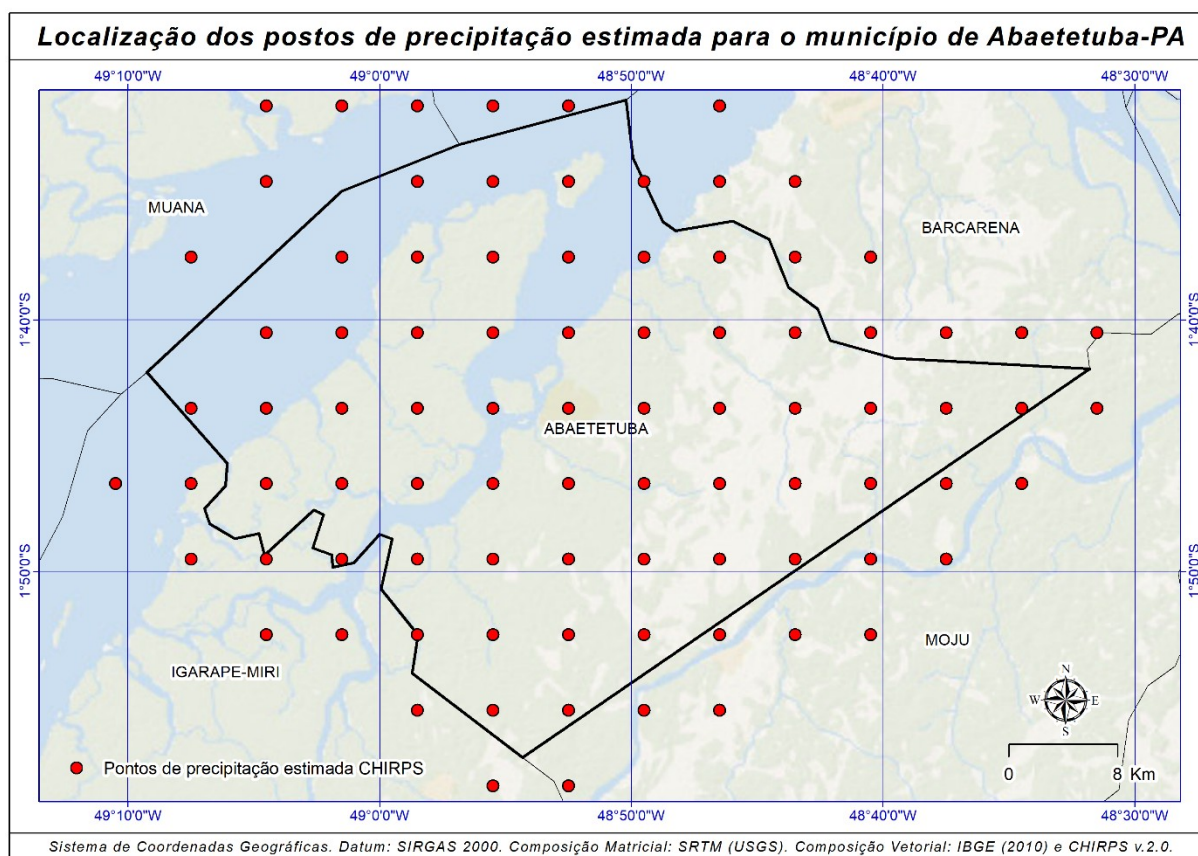 Localização dos postos de precipitação estimada para o município de Abaetetuba-PA
49°10'0"W 49°0'0"W 48°50'0"W 48°40'0"W 48°30'0"W
MUANA
BARCARENA
1°40'0"S 1°40'0"S
ABAETETUBA
1°50'0"S 1°50'0"S
MOJU
IGARAPE-MIRI
N
W E
S
Pontos de precipitação estimada CHIRPS
0 8 Km
49°10'0"W 49°0'0"W 48°50'0"W 48°40'0"W 48°30'0"W
Sistema de Coordenadas Geográficas. Datum: SIRGAS 2000. Composição Matricial: SRTM (USGS). Composição Vetorial: IBGE (2010) e CHIRPS v.2.0.